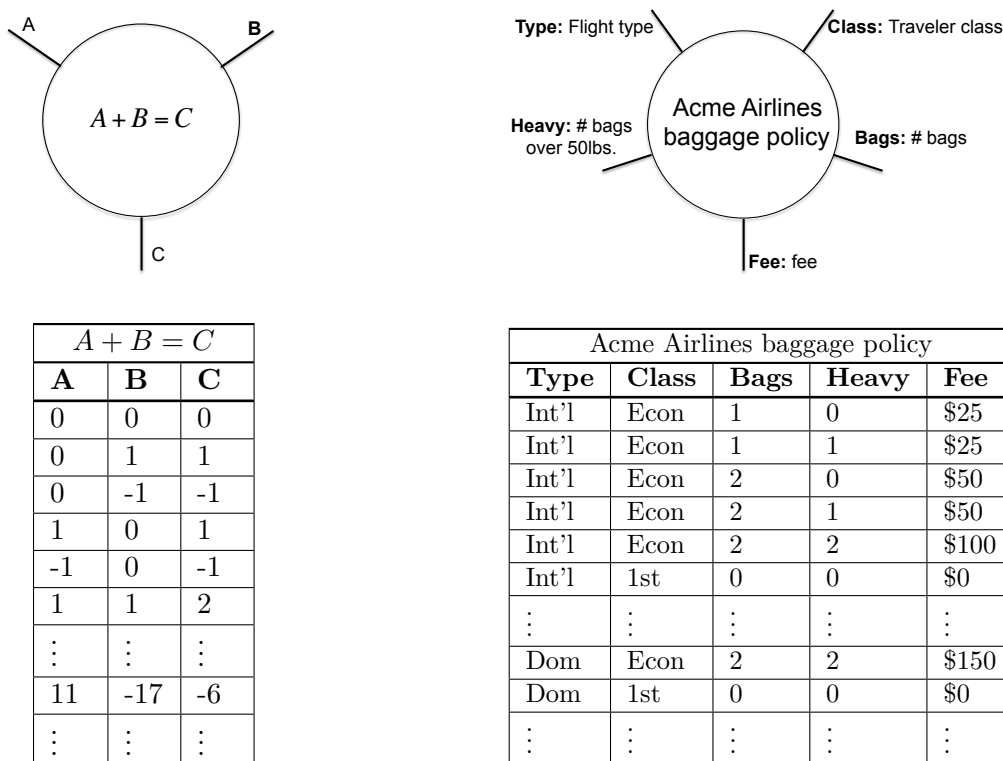 A
B
A + B = C
C
Type: Flight type
Class: Traveler class
Acme Airlines
baggage policy
Heavy: # bags
over 50lbs.
Bags: # bags
Fee: fee
A + B = C
A B C
0 0 0
0 1 1
0 -1 -1
1 0 1
-1 0 -1
1 1 2
⋮ ⋮ ⋮
11 -17 -6
⋮ ⋮ ⋮
Acme Airlines baggage policy
Type Class Bags Heavy Fee
Int'l Econ 1 0 $25
Int'l Econ 1 1 $25
Int'l Econ 2 0 $50
Int'l Econ 2 1 $50
Int'l Econ 2 2 $100
Int'l 1st 0 0 $0
⋮ ⋮ ⋮ ⋮ ⋮
Dom Econ 2 2 $150
Dom 1st 0 0 $0
⋮ ⋮ ⋮ ⋮ ⋮